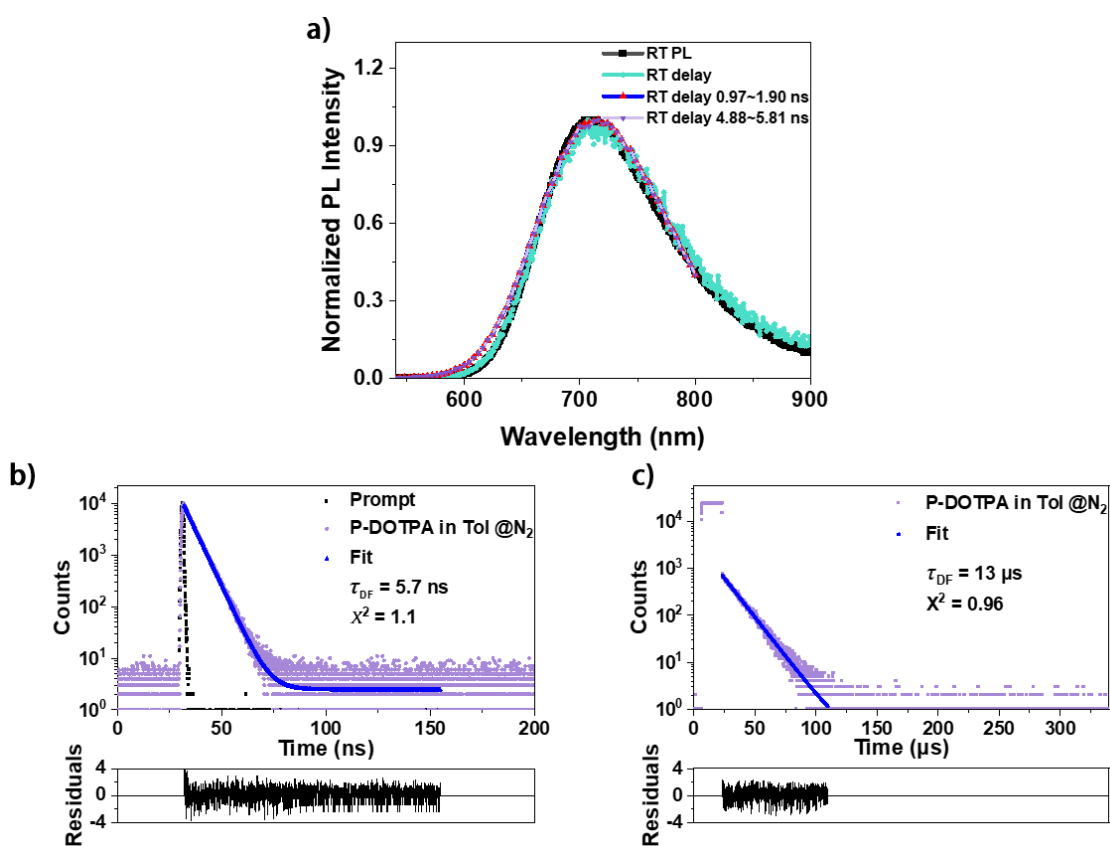 a)
RT PL
RT delay
RT delay 0.97~1.90 ns
RT delay 4.88~5.81 ns
1.2
0.9
0.6
0.3
0.0
Normalized PL Intensity
600 700 800 900
Wavelength (nm)
b)
10⁴
10³
10²
10¹
10⁰
Counts
Prompt
P-DOTPA in Tol @N₂
Fit
τ_DF = 5.7 ns
X² = 1.1
0 50 100 150 200
Time (ns)
4
0
-4
Residuals
c)
10⁴
10³
10²
10¹
10⁰
Counts
P-DOTPA in Tol @N₂
Fit
τ_DF = 13 μs
X² = 0.96
0 50 100 150 200 250 300
Time (μs)
4
0
-4
Residuals